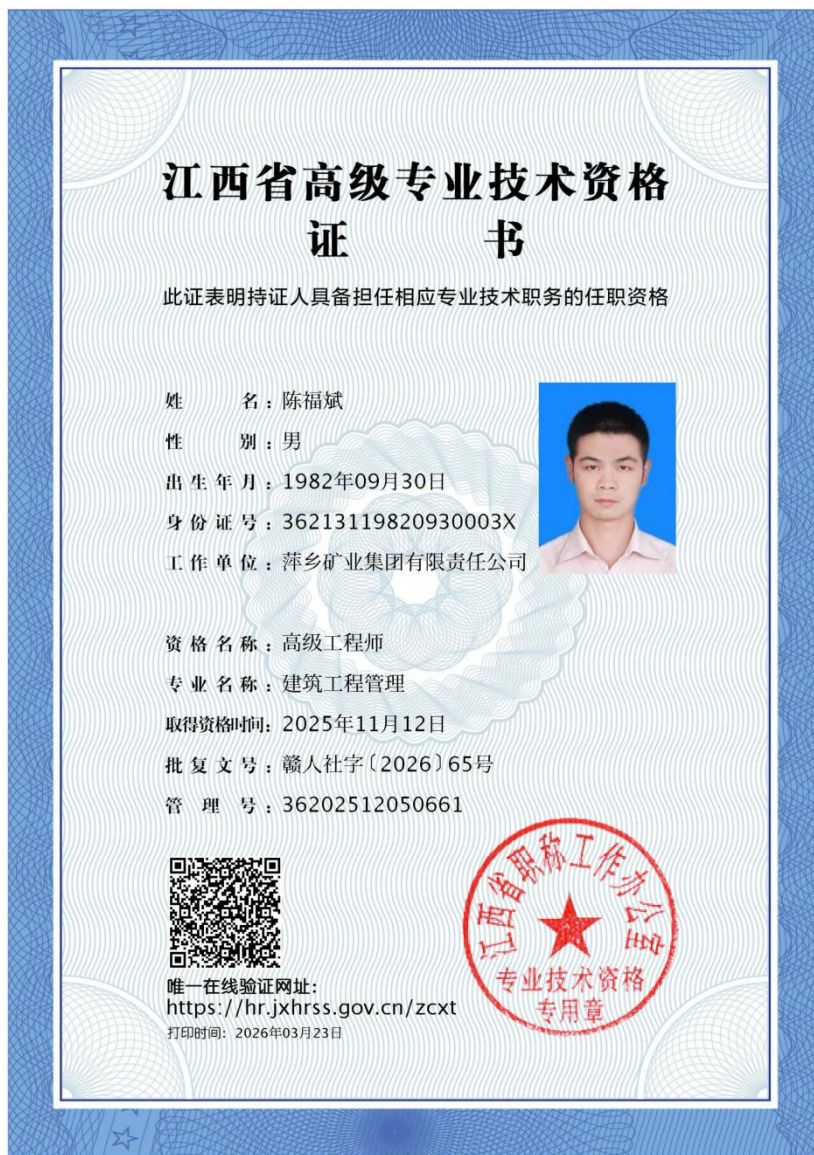 江西省高级专业技术资格
证 书
此证表明持证人具备担任相应专业技术职务的任职资格
姓 名：陈福斌
性 别：男
出生年月：1982年09月30日
身份证号：36213119820930003X
工作单位：萍乡矿业集团有限责任公司
资格名称：高级工程师
专业名称：建筑工程管理
取得资格时间：2025年11月12日
批复文号：赣人社字〔2026〕65号
管 理 号：36202512050661
江西省职称工作办公室
专业技术资格
专用章
唯一在线验证网址：
https://hr.jxhrss.gov.cn/zcxt
打印时间：2026年03月23日